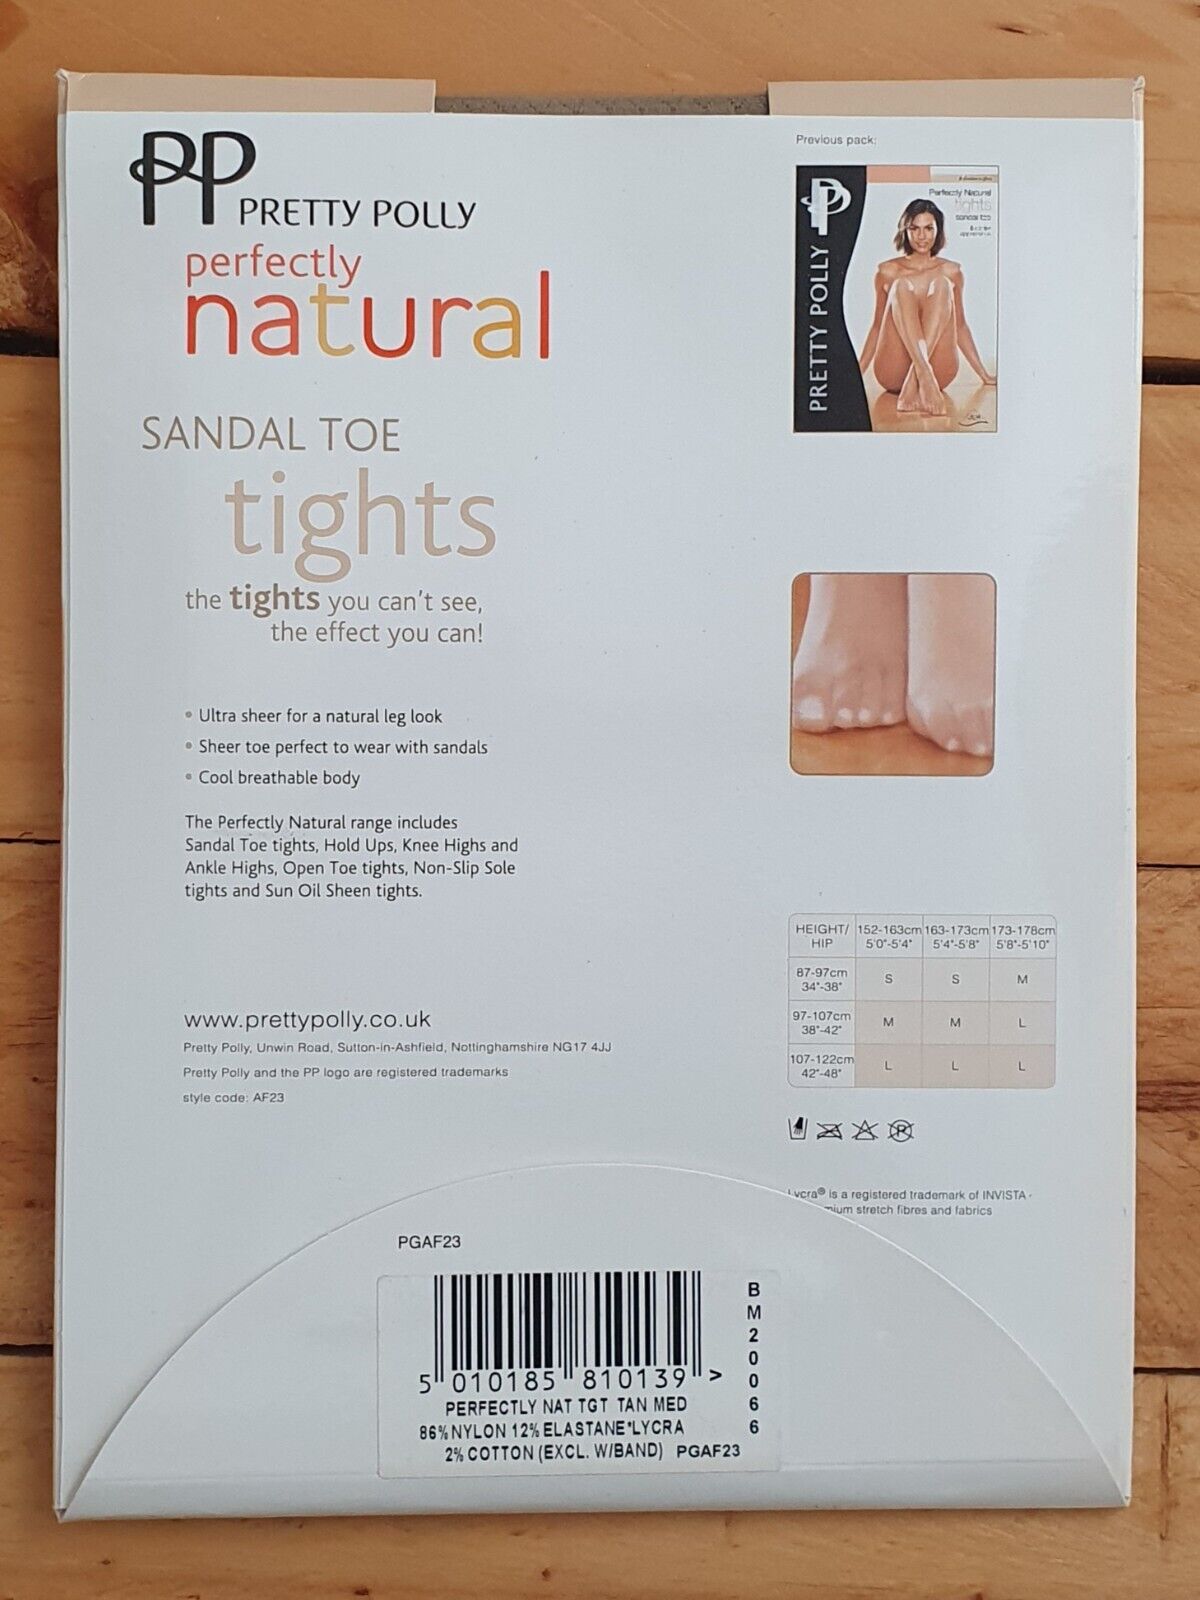 PP PRETTY POLLY
perfectly
natural
SANDAL TOE
tights
the tights you can't see,
the effect you can!
• Ultra sheer for a natural leg look
• Sheer toe perfect to wear with sandals
• Cool breathable body
The Perfectly Natural range includes
Sandal Toe tights, Hold Ups, Knee Highs and
Ankle Highs, Open Toe tights, Non-Slip Sole
tights and Sun Oil Sheen tights.
www.prettypolly.co.uk
Pretty Polly, Unwin Road, Sutton-in-Ashfield, Nottinghamshire NG17 4JJ
Pretty Polly and the PP logo are registered trademarks
style code: AF23
Previous pack:
PRETTY POLLY
Perfectly Natural
tights
sandal toe
HEIGHT/ 152-163cm 163-173cm 173-178cm
HIP 5'0"-5'4" 5'4"-5'8" 5'8"-5'10"
87-97cm
34"-38" S S M
97-107cm
38"-42" M M L
107-122cm
42"-48" L L L
P
Lycra® is a registered trademark of INVISTA -
stretch fibres and fabrics
PGAF23
5 010185 810139 >
PERFECTLY NAT TGT TAN MED
86% NYLON 12% ELASTANE*LYCRA
2% COTTON (EXCL. W/BAND) PGAF23
BM20066